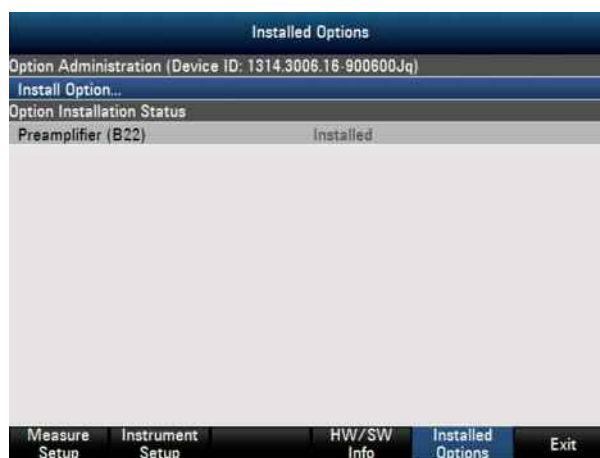 Installed Options
Option Administration (Device ID: 1314.3006.16-900600Jq)
Install Option...
Option Installation Status
Preamplifier (B22) Installed
Measure Setup Instrument Setup HW/SW Info Installed Options Exit